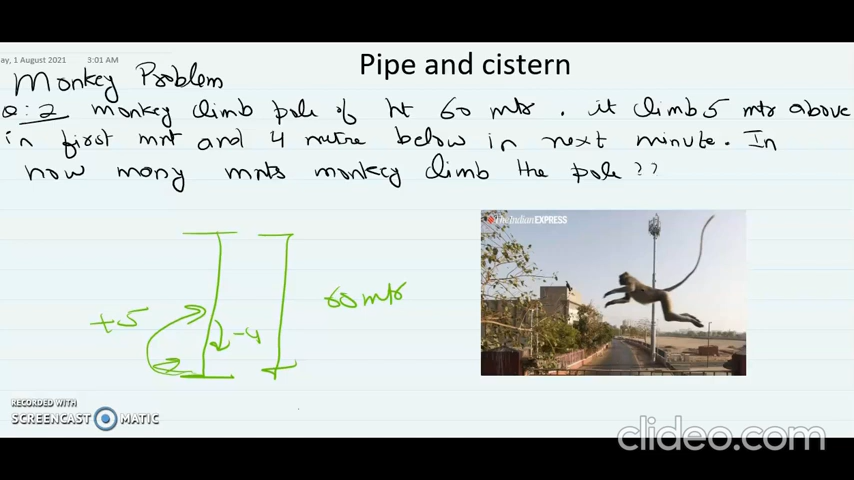 ay, 1 August 2021 3:01 AM
Pipe and cistern
Monkey Problem
Q:2 monkey climb pole of ht 60 mtr. it climb 5 mtr above
in first mnt and 4 metre below in next minute. In
how many mnts monkey climb the pole ??
The Indian EXPRESS
+5
-4
60 mtr
RECORDED WITH
SCREENCAST MATIC
clideo.com